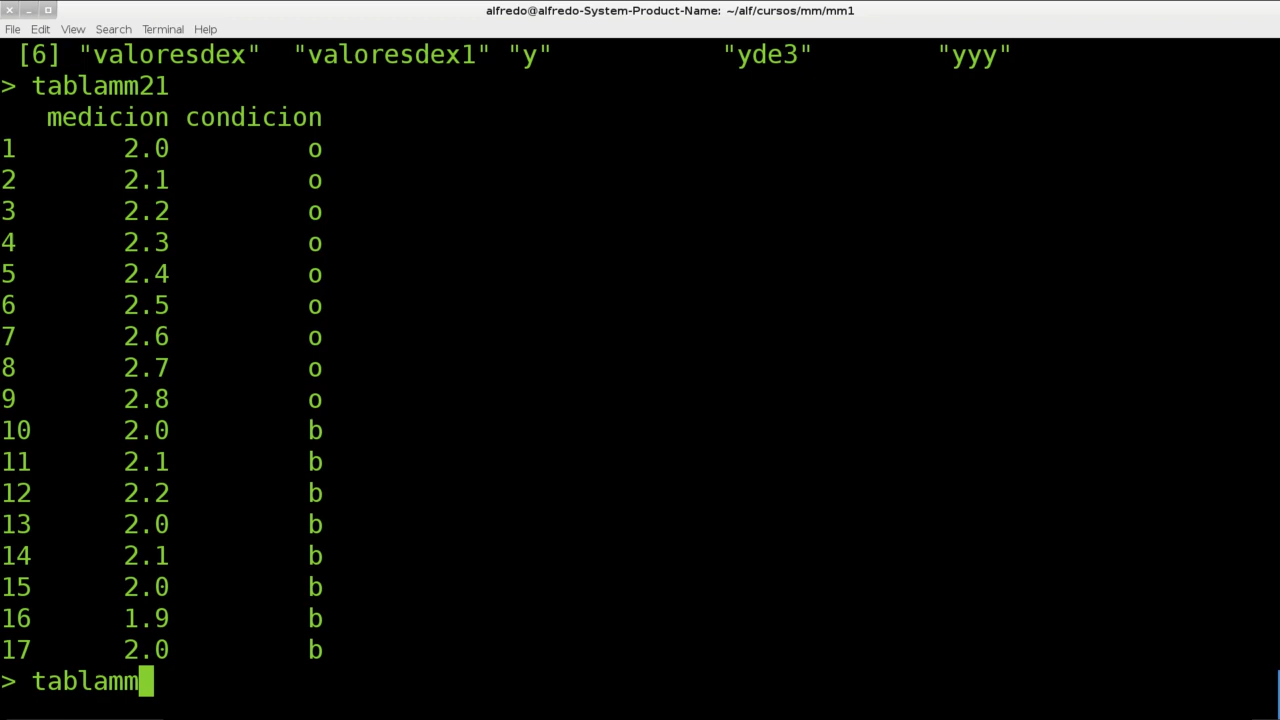 alfredo@alfredo-System-Product-Name: ~/alf/cursos/mm/mm1
File Edit View Search Terminal Help
[6] "valoresdex" "valoresdex1" "y" "yde3" "yyy"
> tablamm21
medicion condicion
1 2.0 o
2 2.1 o
3 2.2 o
4 2.3 o
5 2.4 o
6 2.5 o
7 2.6 o
8 2.7 o
9 2.8 o
10 2.0 b
11 2.1 b
12 2.2 b
13 2.0 b
14 2.1 b
15 2.0 b
16 1.9 b
17 2.0 b
> tablamm